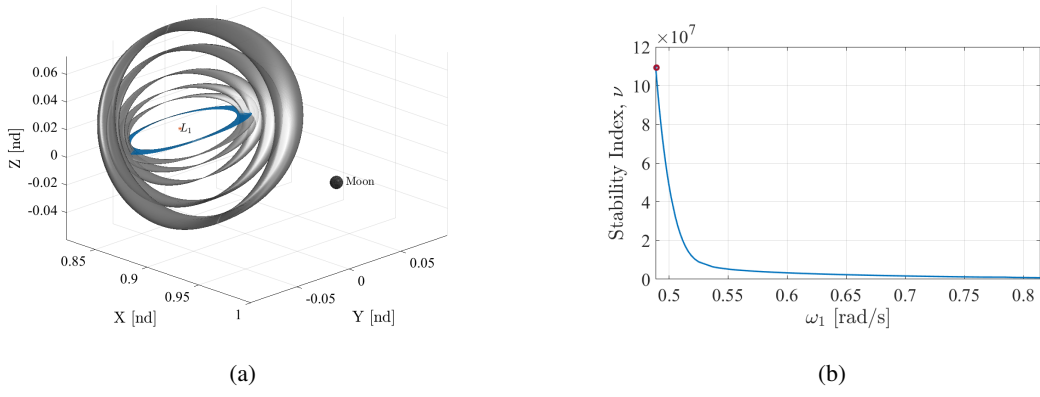 0.06
0.04
0.02
0
-0.02
-0.04
Z [nd]
L1
Moon
0.85
0.9
0.95
1
X [nd]
-0.05
0
0.05
Y [nd]
(a)
×10⁷
12
10
8
6
4
2
0
Stability Index, ν
0.5 0.55 0.6 0.65 0.7 0.75 0.8
ω₁ [rad/s]
(b)